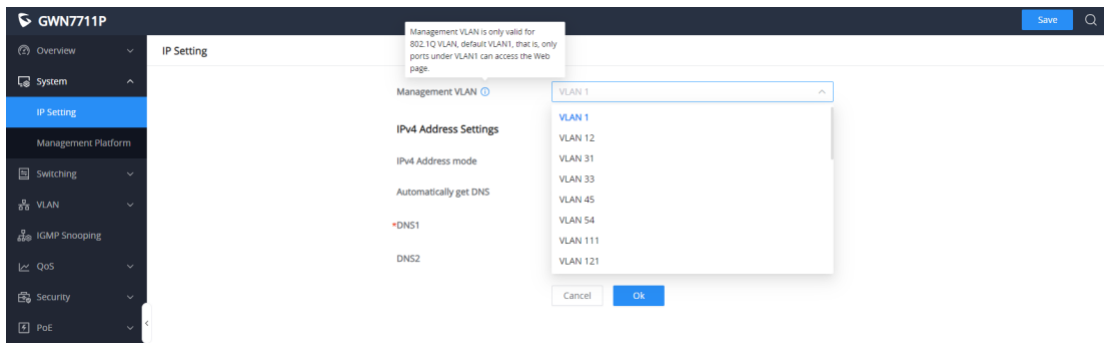 GWN7711P
Save
Overview
System
IP Setting
Management Platform
Switching
VLAN
IGMP Snooping
QoS
Security
PoE
IP Setting
Management VLAN is only valid for
802.1Q VLAN, default VLAN1, that is, only
ports under VLAN1 can access the Web
page.
Management VLAN
VLAN 1
VLAN 1
VLAN 12
VLAN 31
VLAN 33
VLAN 45
VLAN 54
VLAN 111
VLAN 121
IPv4 Address Settings
IPv4 Address mode
Automatically get DNS
*DNS1
DNS2
Cancel
Ok